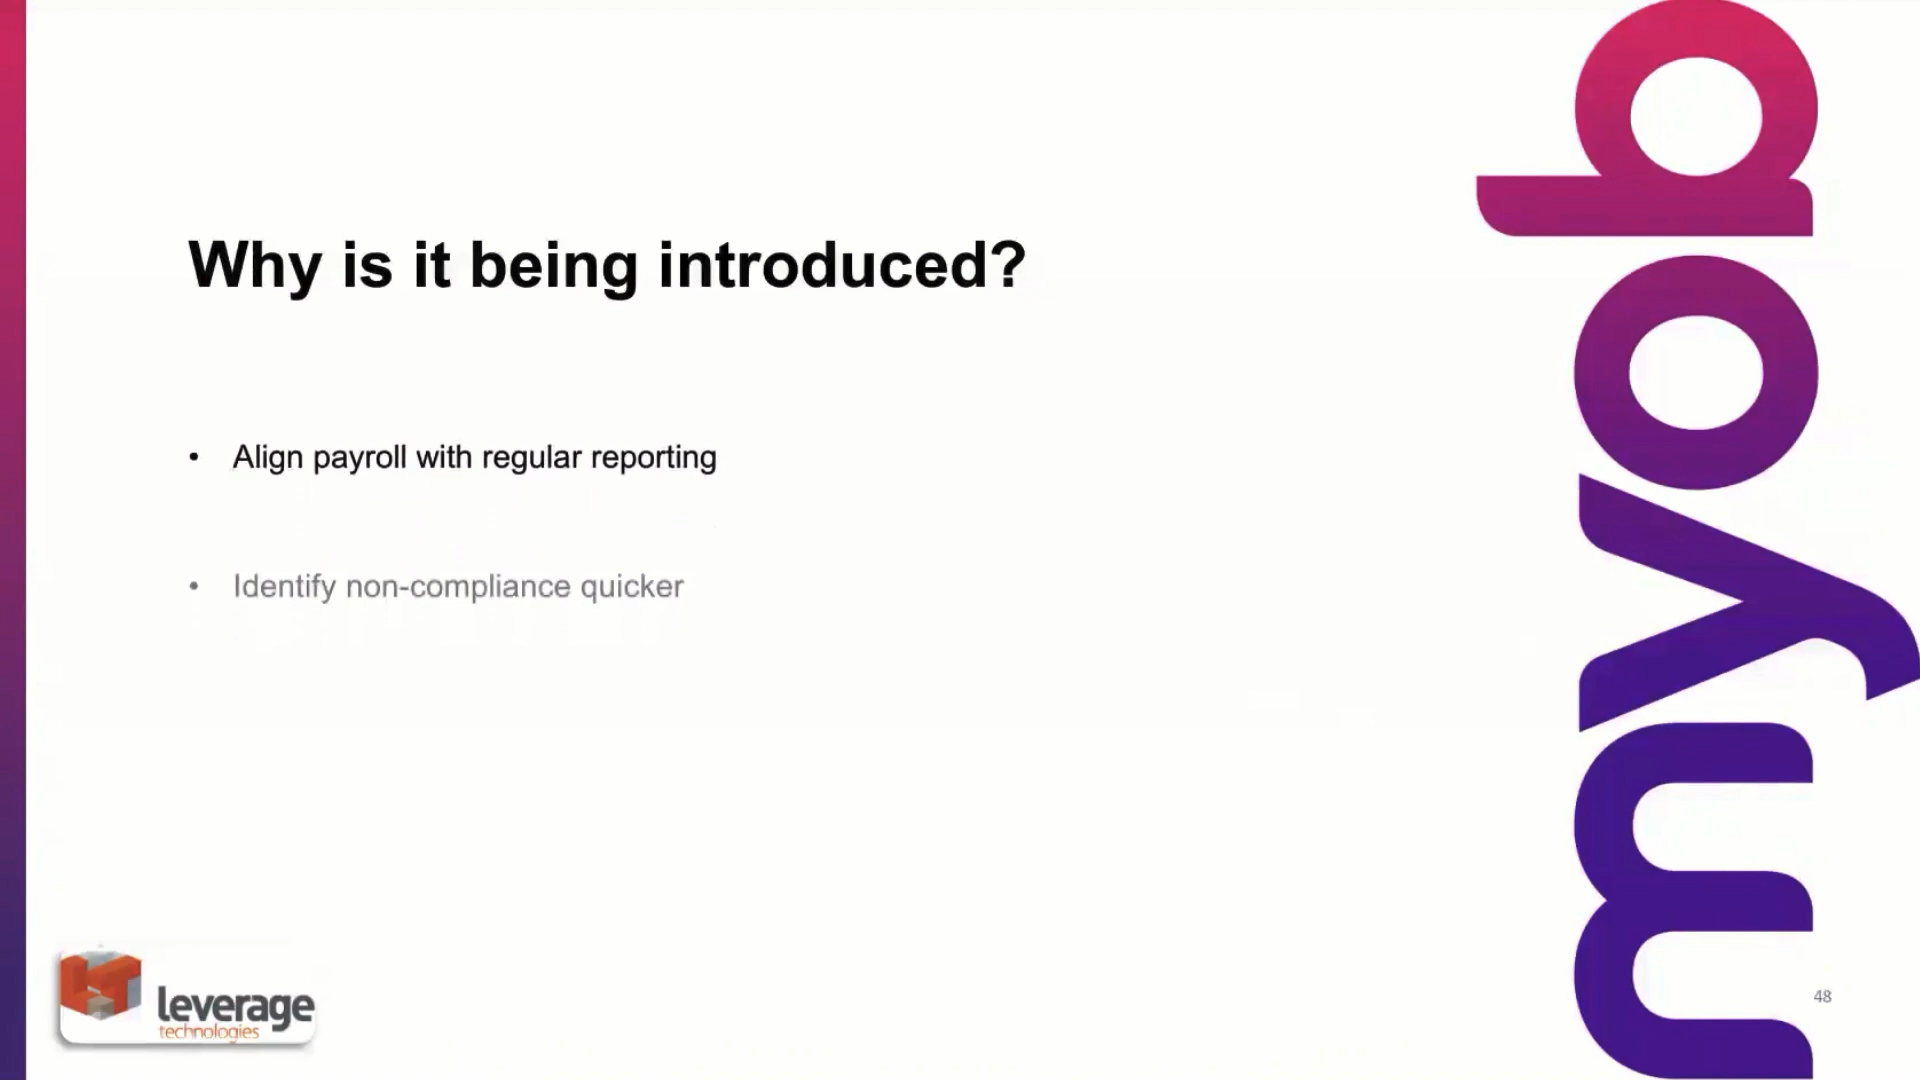 Why is it being introduced?
• Align payroll with regular reporting
• Identify non-compliance quicker
myob
leverage
technologies
48